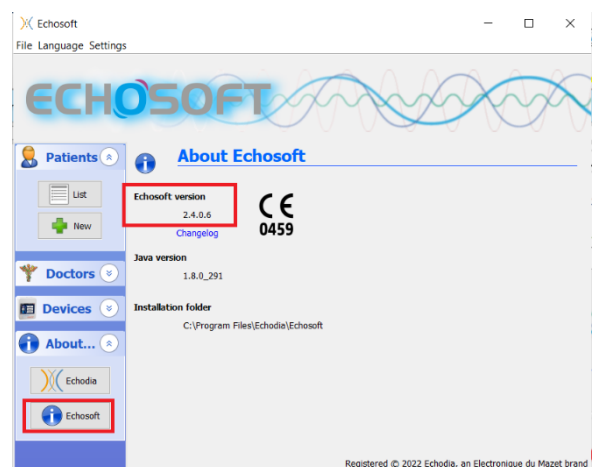 Echosoft
File Language Settings
ECHOSOFT
Patients
List
New
Doctors
Devices
About...
Echodia
Echosoft
About Echosoft
Echosoft version
2.4.0.6
Changelog
CE
0459
Java version
1.8.0_291
Installation folder
C:\Program Files\Echodia\Echosoft
Registered © 2022 Echodia, an Electronique du Mazet brand